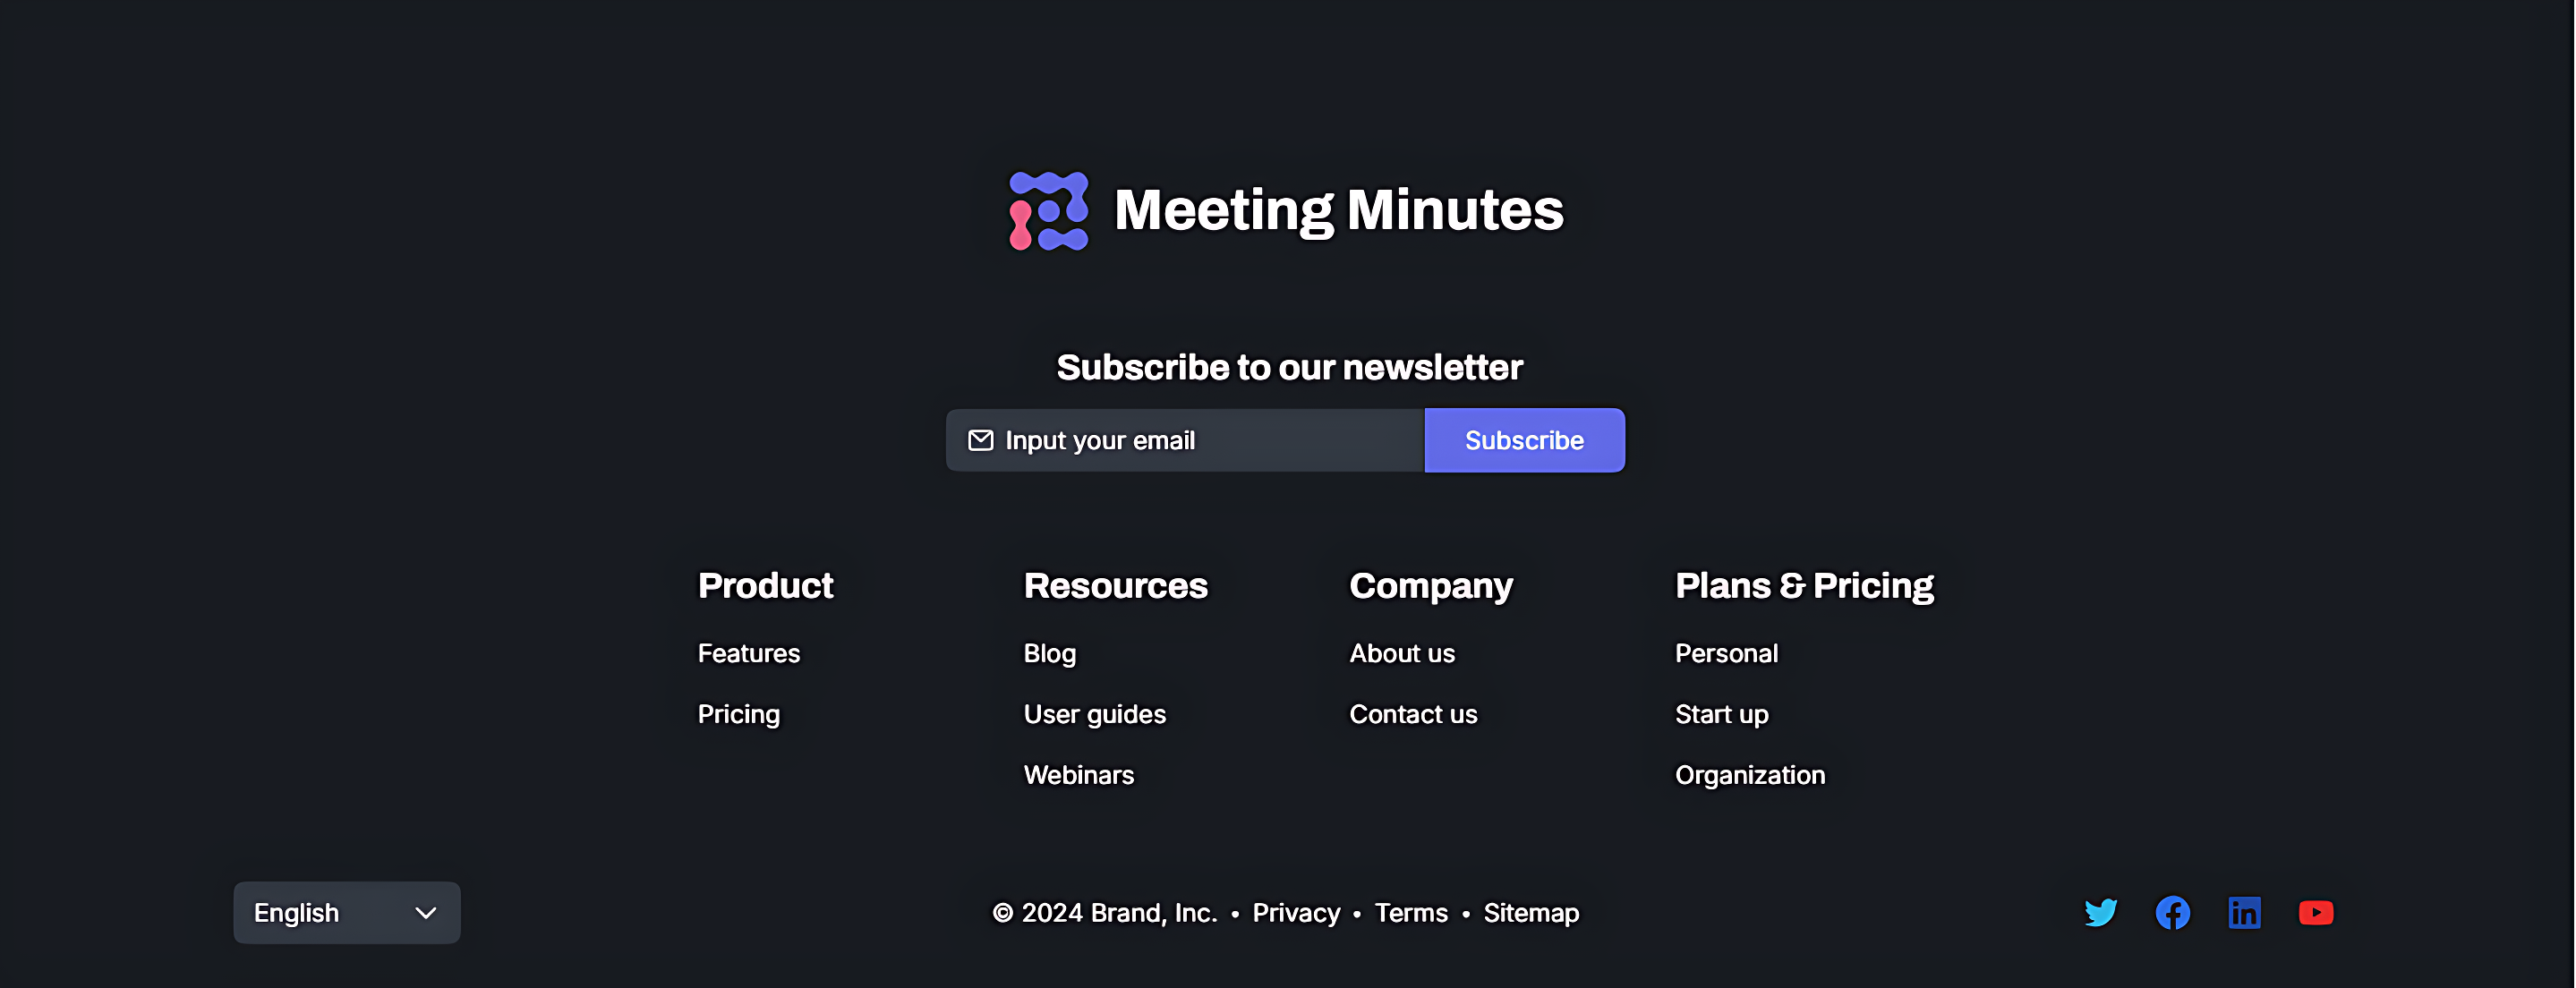 Meeting Minutes
Subscribe to our newsletter
Input your email
Subscribe
Product
Features
Pricing
Resources
Blog
User guides
Webinars
Company
About us
Contact us
Plans & Pricing
Personal
Start up
Organization
English
© 2024 Brand, Inc. • Privacy • Terms • Sitemap